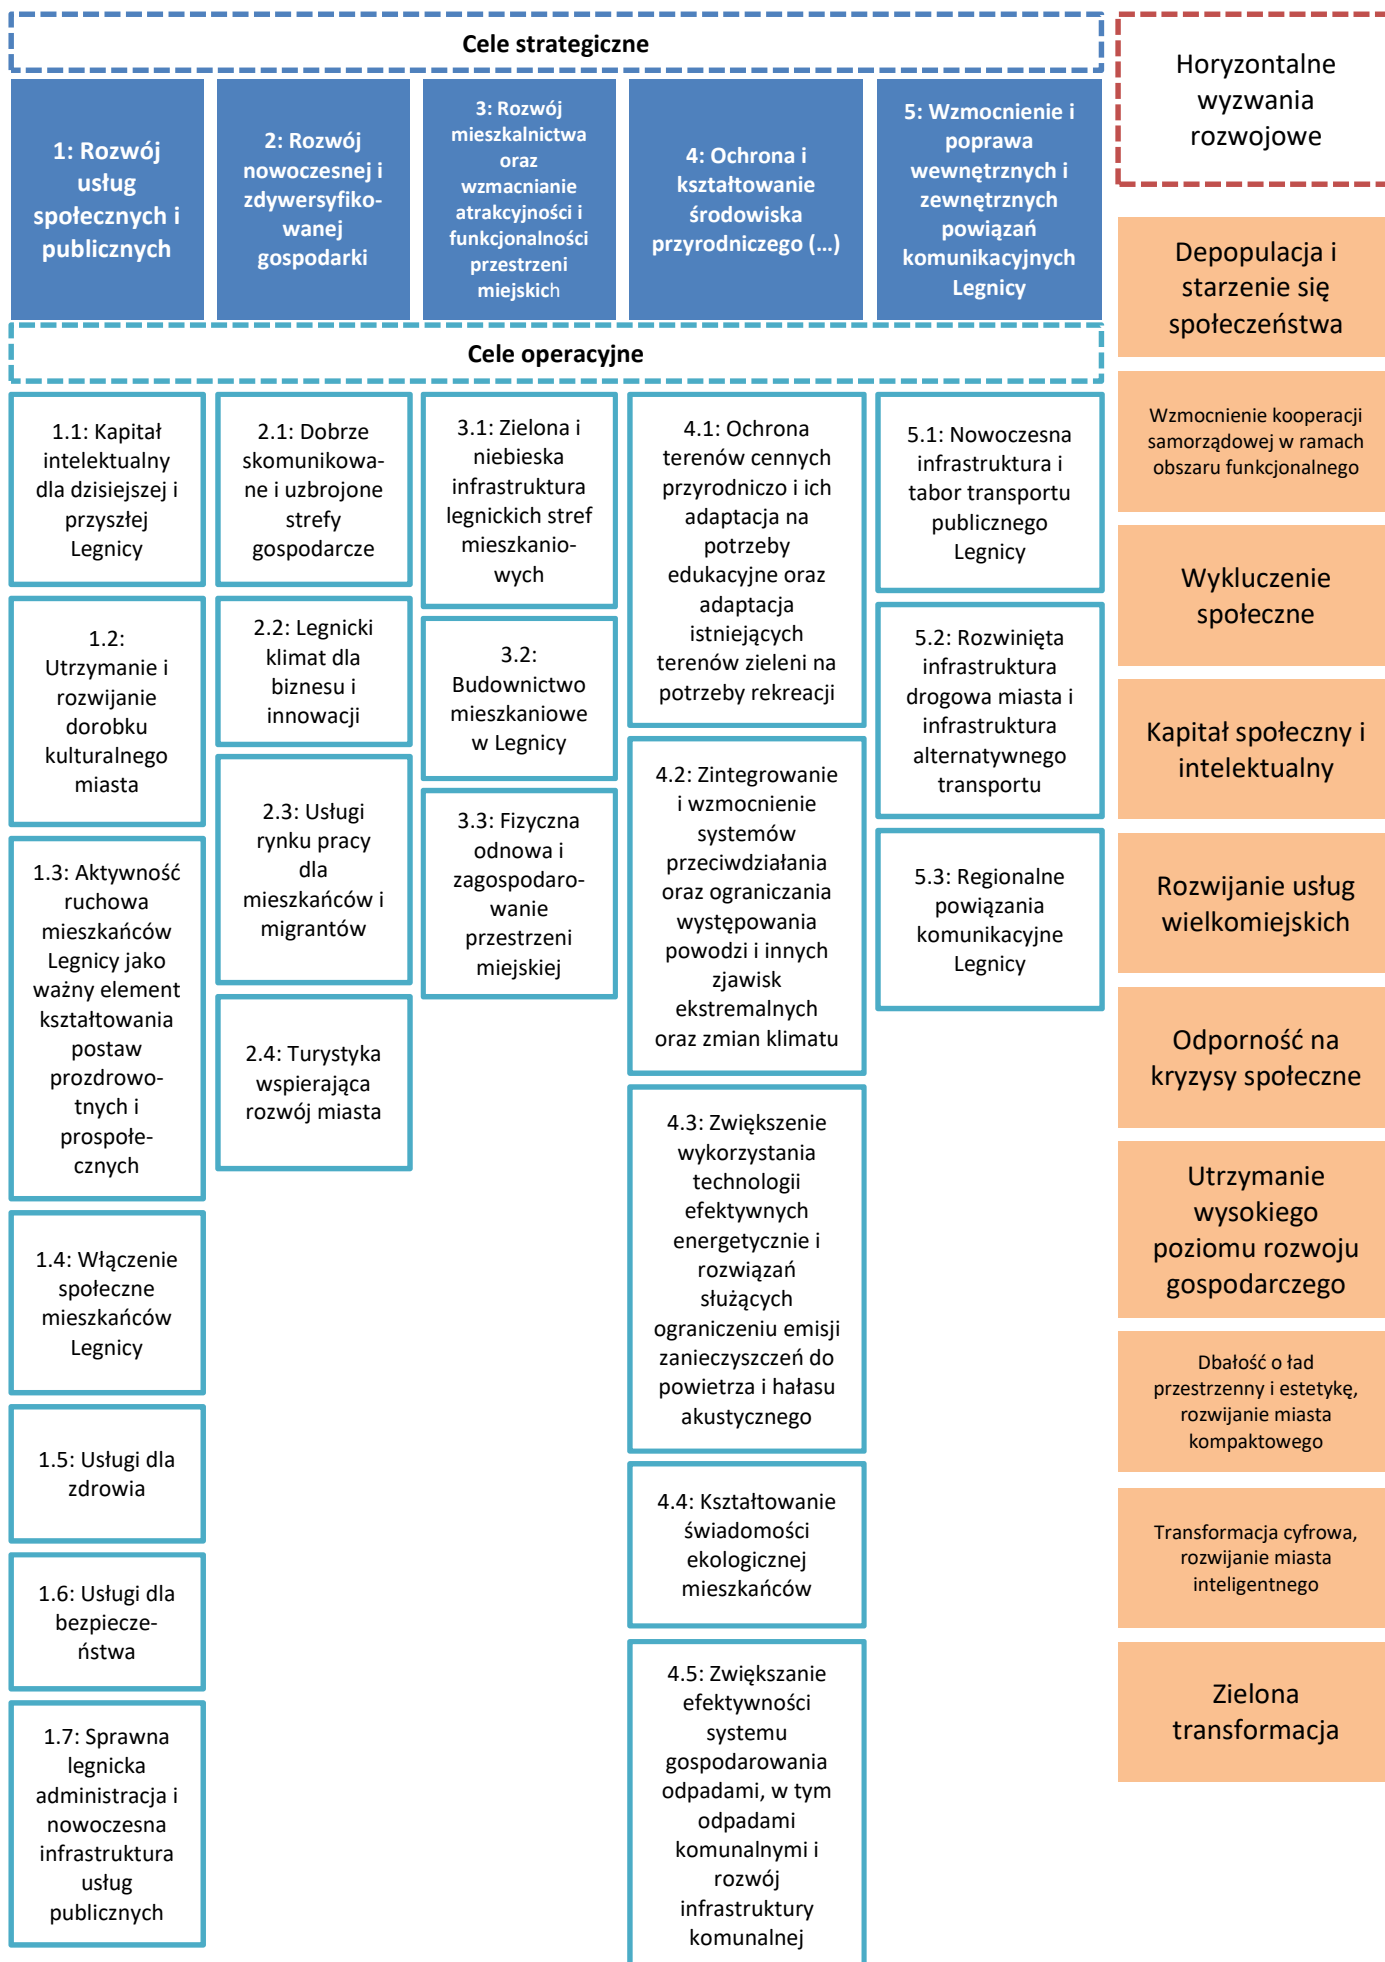 Cele strategiczne
1: Rozwój
usług
społecznych i
publicznych
2: Rozwój
nowoczesnej i
zdywersyfiko-
wanej
gospodarki
3: Rozwój
mieszkalnictwa
oraz
wzmacnianie
atrakcyjności i
funkcjonalności
przestrzeni
miejskich
4: Ochrona i
kształtowanie
środowiska
przyrodniczego (...)
5: Wzmocnienie i
poprawa
wewnętrznych i
zewnętrznych
powiązań
komunikacyjnych
Legnicy
Cele operacyjne
1.1: Kapitał
intelektualny
dla dzisiejszej i
przyszłej
Legnicy
1.2:
Utrzymanie i
rozwijanie
dorobku
kulturalnego
miasta
1.3: Aktywność
ruchowa
mieszkańców
Legnicy jako
ważny element
kształtowania
postaw
prozdrowo-
tnych i
prospołe-
cznych
1.4: Włączenie
społeczne
mieszkańców
Legnicy
1.5: Usługi dla
zdrowia
1.6: Usługi dla
bezpiecze-
ństwa
1.7: Sprawna
legnicka
administracja i
nowoczesna
infrastruktura
usług
publicznych
2.1: Dobrze
skomunikowa-
ne i uzbrojone
strefy
gospodarcze
2.2: Legnicki
klimat dla
biznesu i
innowacji
2.3: Usługi
rynku pracy
dla
mieszkańców i
migrantów
2.4: Turystyka
wspierająca
rozwój miasta
3.1: Zielona i
niebieska
infrastruktura
legnickich stref
mieszkanio-
wych
3.2:
Budownictwo
mieszkaniowe
w Legnicy
3.3: Fizyczna
odnowa i
zagospodaro-
wanie
przestrzeni
miejskiej
4.1: Ochrona
terenów cennych
przyrodniczo i ich
adaptacja na
potrzeby
edukacyjne oraz
adaptacja
istniejących
terenów zieleni na
potrzeby rekreacji
4.2: Zintegrowanie
i wzmocnienie
systemów
przeciwdziałania
oraz ograniczania
występowania
powodzi i innych
zjawisk
ekstremalnych
oraz zmian klimatu
4.3: Zwiększenie
wykorzystania
technologii
efektywnych
energetycznie i
rozwiązań
służących
ograniczeniu emisji
zanieczyszczeń do
powietrza i hałasu
akustycznego
4.4: Kształtowanie
świadomości
ekologicznej
mieszkańców
4.5: Zwiększanie
efektywności
systemu
gospodarowania
odpadami, w tym
odpadami
komunalnymi i
rozwój
infrastruktury
komunalnej
5.1: Nowoczesna
infrastruktura i
tabor transportu
publicznego
Legnicy
5.2: Rozwinięta
infrastruktura
drogowa miasta i
infrastruktura
alternatywnego
transportu
5.3: Regionalne
powiązania
komunikacyjne
Legnicy
Horyzontalne
wyzwania
rozwojowe
Depopulacja i
starzenie się
społeczeństwa
Wzmocnienie kooperacji
samorządowej w ramach
obszaru funkcjonalnego
Wykluczenie
społeczne
Kapitał społeczny i
intelektualny
Rozwijanie usług
wielkomiejskich
Odporność na
kryzysy społeczne
Utrzymanie
wysokiego
poziomu rozwoju
gospodarczego
Dbałość o ład
przestrzenny i estetykę,
rozwijanie miasta
kompaktowego
Transformacja cyfrowa,
rozwijanie miasta
inteligentnego
Zielona
transformacja